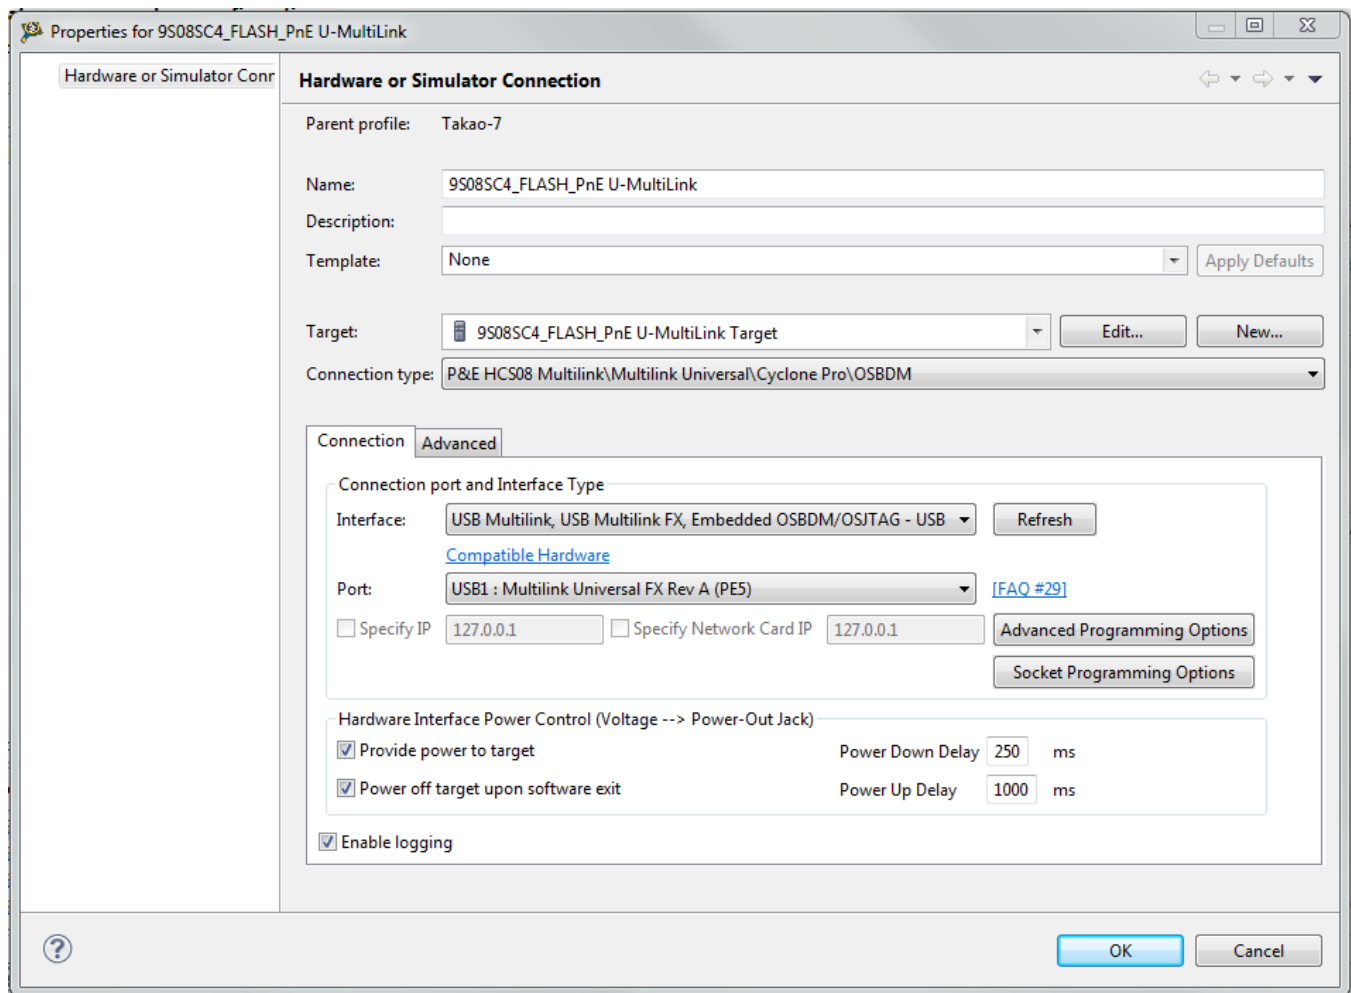 Properties for 9S08SC4_FLASH_PnE U-MultiLink
Hardware or Simulator Conn
Hardware or Simulator Connection
Parent profile: Takao-7
Name: 9S08SC4_FLASH_PnE U-MultiLink
Description:
Template: None Apply Defaults
Target: 9S08SC4_FLASH_PnE U-MultiLink Target Edit... New...
Connection type: P&E HCS08 Multilink\Multilink Universal\Cyclone Pro\OSBDM
Connection Advanced
Connection port and Interface Type
Interface: USB Multilink, USB Multilink FX, Embedded OSBDM/OSJTAG - USB Refresh
Compatible Hardware
Port: USB1 : Multilink Universal FX Rev A (PE5) [FAQ #29]
Specify IP 127.0.0.1 Specify Network Card IP 127.0.0.1 Advanced Programming Options
Socket Programming Options
Hardware Interface Power Control (Voltage --> Power-Out Jack)
Provide power to target Power Down Delay 250 ms
Power off target upon software exit Power Up Delay 1000 ms
Enable logging
? OK Cancel